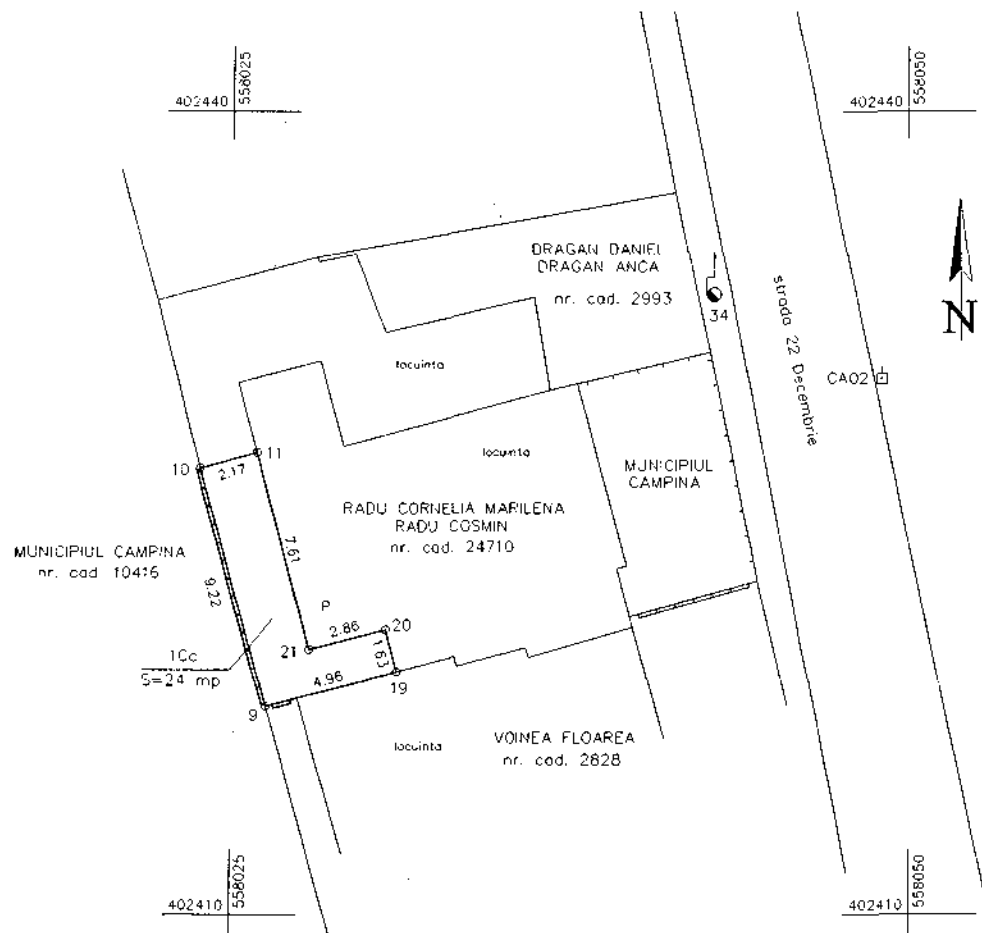 558025
402440
558050
402440
DRAGAN DANIEL
DRAGAN ANCA
nr. cad. 2993
34
N
strada 22 Decembrie
CA02
locuinta
locuinta
MUNICIPIUL
CAMPINA
10
2.17
11
RADU CORNELIA MARILENA
RADU COSMIN
nr. cad. 24710
MUNICIPIUL CAMPINA
nr. cad 10416
9.22
7.61
P
2.86
20
21
1.63
1Cc
S=24 mp
4.96
19
9
locuinta
VOINEA FLOAREA
nr. cad. 2828
558025
402410
558050
402410